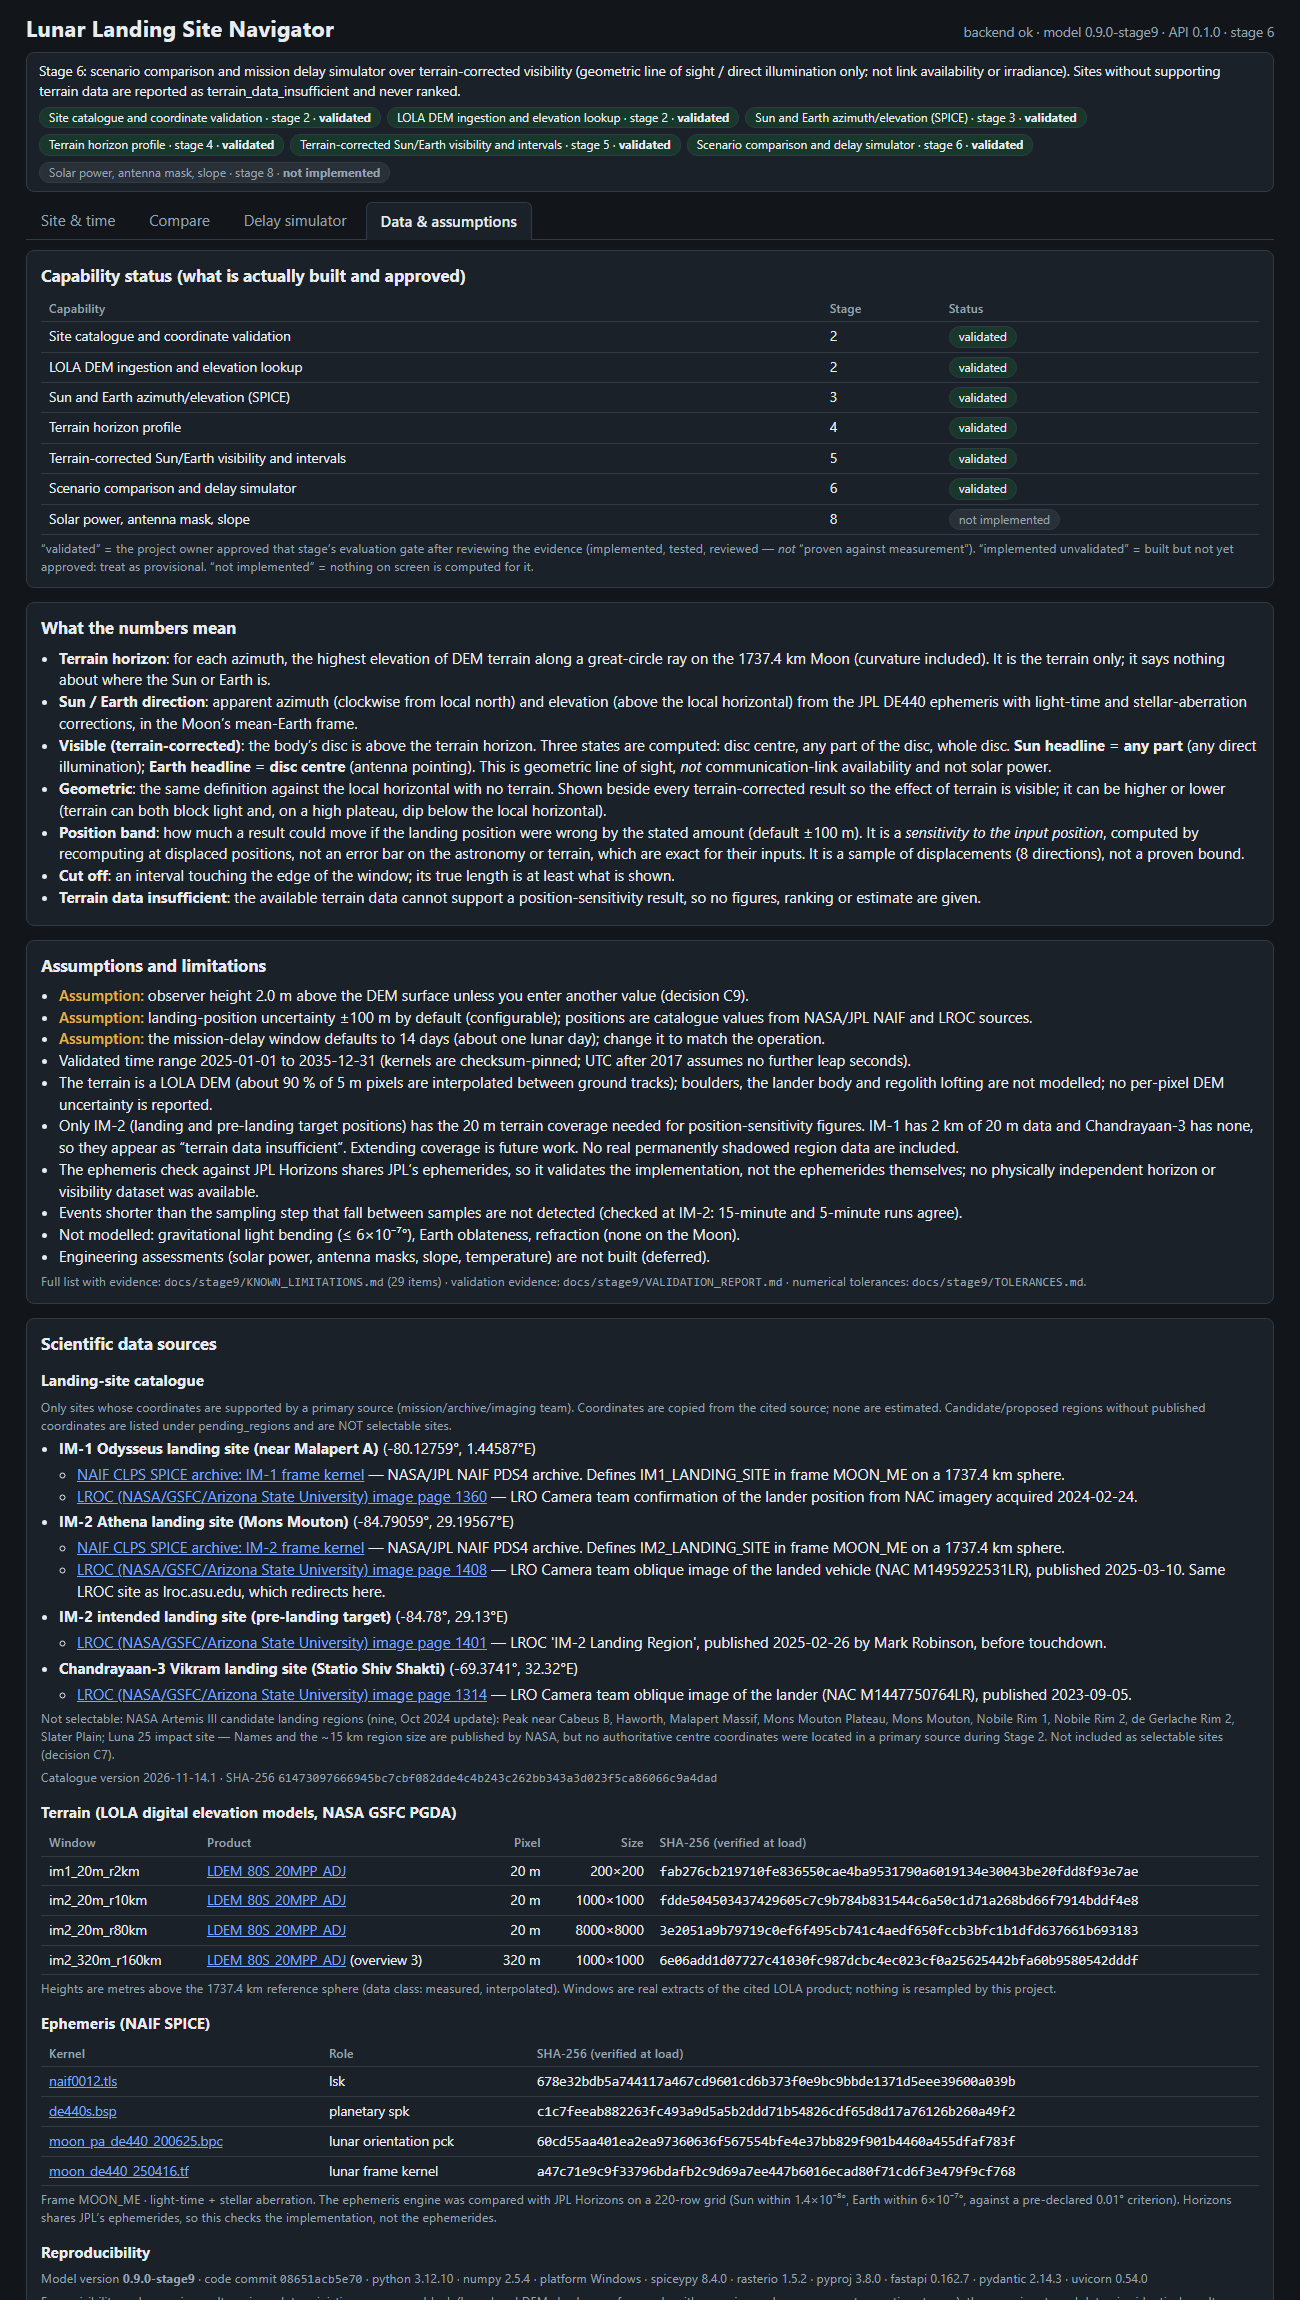 Lunar Landing Site Navigator
backend ok · model 0.9.0-stage9 · API 0.1.0 · stage 6
Stage 6: scenario comparison and mission delay simulator over terrain-corrected visibility (geometric line of sight / direct illumination only; not link availability or irradiance). Sites without supporting
terrain data are reported as terrain_data_insufficient and never ranked.
Site catalogue and coordinate validation · stage 2 · validated
LOLA DEM ingestion and elevation lookup · stage 2 · validated
Sun and Earth azimuth/elevation (SPICE) · stage 3 · validated
Terrain horizon profile · stage 4 · validated
Terrain-corrected Sun/Earth visibility and intervals · stage 5 · validated
Scenario comparison and delay simulator · stage 6 · validated
Solar power, antenna mask, slope · stage 8 · not implemented
Site & time
Compare
Delay simulator
Data & assumptions
Capability status (what is actually built and approved)
Capability Stage Status
Site catalogue and coordinate validation 2 validated
LOLA DEM ingestion and elevation lookup 2 validated
Sun and Earth azimuth/elevation (SPICE) 3 validated
Terrain horizon profile 4 validated
Terrain-corrected Sun/Earth visibility and intervals 5 validated
Scenario comparison and delay simulator 6 validated
Solar power, antenna mask, slope 8 not implemented
“validated” = the project owner approved that stage’s evaluation gate after reviewing the evidence (implemented, tested, reviewed — not “proven against measurement”). “implemented unvalidated” = built but not yet
approved: treat as provisional. “not implemented” = nothing on screen is computed for it.
What the numbers mean
• Terrain horizon: for each azimuth, the highest elevation of DEM terrain along a great-circle ray on the 1737.4 km Moon (curvature included). It is the terrain only; it says nothing
about where the Sun or Earth is.
• Sun / Earth direction: apparent azimuth (clockwise from local north) and elevation (above the local horizontal) from the JPL DE440 ephemeris with light-time and stellar-aberration
corrections, in the Moon’s mean-Earth frame.
• Visible (terrain-corrected): the body’s disc is above the terrain horizon. Three states are computed: disc centre, any part of the disc, whole disc. Sun headline = any part (any direct
illumination); Earth headline = disc centre (antenna pointing). This is geometric line of sight, not communication-link availability and not solar power.
• Geometric: the same definition against the local horizontal with no terrain. Shown beside every terrain-corrected result so the effect of terrain is visible; it can be higher or lower
(terrain can both block light and, on a high plateau, dip below the local horizontal).
• Position band: how much a result could move if the landing position were wrong by the stated amount (default ±100 m). It is a sensitivity to the input position, computed by
recomputing at displaced positions, not an error bar on the astronomy or terrain, which are exact for their inputs. It is a sample of displacements (8 directions), not a proven bound.
• Cut off: an interval touching the edge of the window; its true length is at least what is shown.
• Terrain data insufficient: the available terrain data cannot support a position-sensitivity result, so no figures, ranking or estimate are given.
Assumptions and limitations
• Assumption: observer height 2.0 m above the DEM surface unless you enter another value (decision C9).
• Assumption: landing-position uncertainty ±100 m by default (configurable); positions are catalogue values from NASA/JPL NAIF and LROC sources.
• Assumption: the mission-delay window defaults to 14 days (about one lunar day); change it to match the operation.
• Validated time range 2025-01-01 to 2035-12-31 (kernels are checksum-pinned; UTC after 2017 assumes no further leap seconds).
• The terrain is a LOLA DEM (about 90 % of 5 m pixels are interpolated between ground tracks); boulders, the lander body and regolith lofting are not modelled; no per-pixel DEM
uncertainty is reported.
• Only IM-2 (landing and pre-landing target positions) has the 20 m terrain coverage needed for position-sensitivity figures. IM-1 has 2 km of 20 m data and Chandrayaan-3 has none,
so they appear as “terrain data insufficient”. Extending coverage is future work. No real permanently shadowed region data are included.
• The ephemeris check against JPL Horizons shares JPL’s ephemerides, so it validates the implementation, not the ephemerides themselves; no physically independent horizon or
visibility dataset was available.
• Events shorter than the sampling step that fall between samples are not detected (checked at IM-2: 15-minute and 5-minute runs agree).
• Not modelled: gravitational light bending (≤ 6×10⁻⁷°), Earth oblateness, refraction (none on the Moon).
• Engineering assessments (solar power, antenna masks, slope, temperature) are not built (deferred).
Full list with evidence: docs/stage9/KNOWN_LIMITATIONS.md (29 items) · validation evidence: docs/stage9/VALIDATION_REPORT.md · numerical tolerances: docs/stage9/TOLERANCES.md.
Scientific data sources
Landing-site catalogue
Only sites whose coordinates are supported by a primary source (mission/archive/imaging team). Coordinates are copied from the cited source; none are estimated. Candidate/proposed regions without published
coordinates are listed under pending_regions and are NOT selectable sites.
• IM-1 Odysseus landing site (near Malapert A) (-80.12759°, 1.44587°E)
NAIF CLPS SPICE archive: IM-1 frame kernel — NASA/JPL NAIF PDS4 archive. Defines IM1_LANDING_SITE in frame MOON_ME on a 1737.4 km sphere.
LROC (NASA/GSFC/Arizona State University) image page 1360 — LRO Camera team confirmation of the lander position from NAC imagery acquired 2024-02-24.
• IM-2 Athena landing site (Mons Mouton) (-84.79059°, 29.19567°E)
NAIF CLPS SPICE archive: IM-2 frame kernel — NASA/JPL NAIF PDS4 archive. Defines IM2_LANDING_SITE in frame MOON_ME on a 1737.4 km sphere.
LROC (NASA/GSFC/Arizona State University) image page 1408 — LRO Camera team oblique image of the landed vehicle (NAC M1495922531LR), published 2025-03-10. Same
LROC site as lroc.asu.edu, which redirects here.
• IM-2 intended landing site (pre-landing target) (-84.78°, 29.13°E)
LROC (NASA/GSFC/Arizona State University) image page 1401 — LROC 'IM-2 Landing Region', published 2025-02-26 by Mark Robinson, before touchdown.
• Chandrayaan-3 Vikram landing site (Statio Shiv Shakti) (-69.3741°, 32.32°E)
LROC (NASA/GSFC/Arizona State University) image page 1314 — LRO Camera team oblique image of the lander (NAC M1447750764LR), published 2023-09-05.
Not selectable: NASA Artemis III candidate landing regions (nine, Oct 2024 update): Peak near Cabeus B, Haworth, Malapert Massif, Mons Mouton Plateau, Mons Mouton, Nobile Rim 1, Nobile Rim 2, de Gerlache Rim 2,
Slater Plain; Luna 25 impact site — Names and the ~15 km region size are published by NASA, but no authoritative centre coordinates were located in a primary source during Stage 2. Not included as selectable sites
(decision C7).
Catalogue version 2026-11-14.1 · SHA-256 61473097666945bc7cbf082dde4c4b243c262bb343a3d023f5ca86066c9a4dad
Terrain (LOLA digital elevation models, NASA GSFC PGDA)
Window Product Pixel Size SHA-256 (verified at load)
im1_20m_r2km LDEM_80S_20MPP_ADJ 20 m 200×200 fab276cb219710fe836550cae4ba9531790a6019134e30043be20fdd8f93e7ae
im2_20m_r10km LDEM_80S_20MPP_ADJ 20 m 1000×1000 fdde504503437429605c7c9b784b831544c6a50c1d71a268bd66f7914bddf4e8
im2_20m_r80km LDEM_80S_20MPP_ADJ 20 m 8000×8000 3e2051a9b79719c0ef6f495cb741c4aedf650fccb3bfc1b1dfd637661b693183
im2_320m_r160km LDEM_80S_20MPP_ADJ (overview 3) 320 m 1000×1000 6e06add1d07727c41030fc987dcbc4ec023cf0a25625442bfa60b9580542dddf
Heights are metres above the 1737.4 km reference sphere (data class: measured, interpolated). Windows are real extracts of the cited LOLA product; nothing is resampled by this project.
Ephemeris (NAIF SPICE)
Kernel Role SHA-256 (verified at load)
naif0012.tls lsk 678e32bdb5a744117a467cd9601cd6b373f0e9bc9bbde1371d5eee39600a039b
de440s.bsp planetary spk c1c7feeab882263fc493a9d5a5b2ddd71b54826cdf65d8d17a76126b260a49f2
moon_pa_de440_200625.bpc lunar orientation pck 60cd55aa401ea2ea97360636f567554bfe4e37bb829f901b4460a455dfaf783f
moon_de440_250416.tf lunar frame kernel a47c71e9c9f33796bdafb2c9d69a7ee447b6016ecad80f71cd6f3e479f9cf768
Frame MOON_ME · light-time + stellar aberration. The ephemeris engine was compared with JPL Horizons on a 220-row grid (Sun within 1.4×10⁻⁸°, Earth within 6×10⁻⁷°, against a pre-declared 0.01° criterion). Horizons
shares JPL’s ephemerides, so this checks the implementation, not the ephemerides.
Reproducibility
Model version 0.9.0-stage9 · code commit 08651acb5e70 · python 3.12.10 · numpy 2.5.4 · platform Windows · spiceypy 8.4.0 · rasterio 1.5.2 · pyproj 3.8.0 · fastapi 0.162.7 · pydantic 2.14.3 · uvicorn 0.54.0